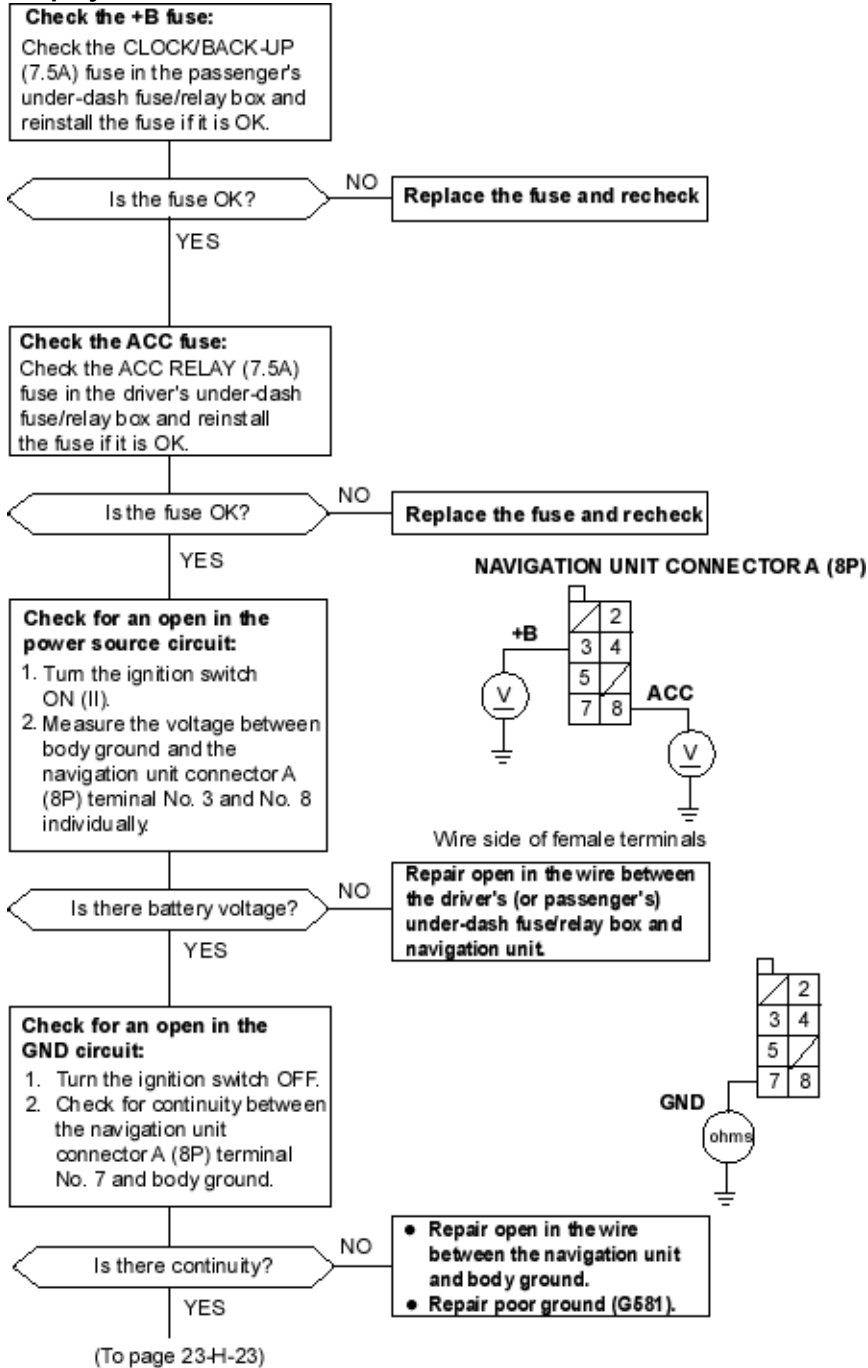 Check the +B fuse:
Check the CLOCK/BACK-UP
(7.5A) fuse in the passenger's
under-dash fuse/relay box and
reinstall the fuse if it is OK.
Is the fuse OK?
NO
Replace the fuse and recheck
YES
Check the ACC fuse:
Check the ACC RELAY (7.5A)
fuse in the driver's under-dash
fuse/relay box and reinstall
the fuse if it is OK.
Is the fuse OK?
NO
Replace the fuse and recheck
YES
NAVIGATION UNIT CONNECTOR A (8P)
Check for an open in the
power source circuit:
1. Turn the ignition switch
ON (II).
2. Measure the voltage between
body ground and the
navigation unit connector A
(8P) teminal No. 3 and No. 8
individually.
+B
2
3 4
5
7 8
ACC
V
V
Wire side of female terminals
Is there battery voltage?
NO
Repair open in the wire between
the driver's (or passenger's)
under-dash fuse/relay box and
navigation unit.
YES
Check for an open in the
GND circuit:
1. Turn the ignition switch OFF.
2. Check for continuity between
the navigation unit
connector A (8P) terminal
No. 7 and body ground.
2
3 4
5
7 8
GND
ohms
Is there continuity?
NO
● Repair open in the wire
between the navigation unit
and body ground.
● Repair poor ground (G581).
YES
(To page 23-H-23)